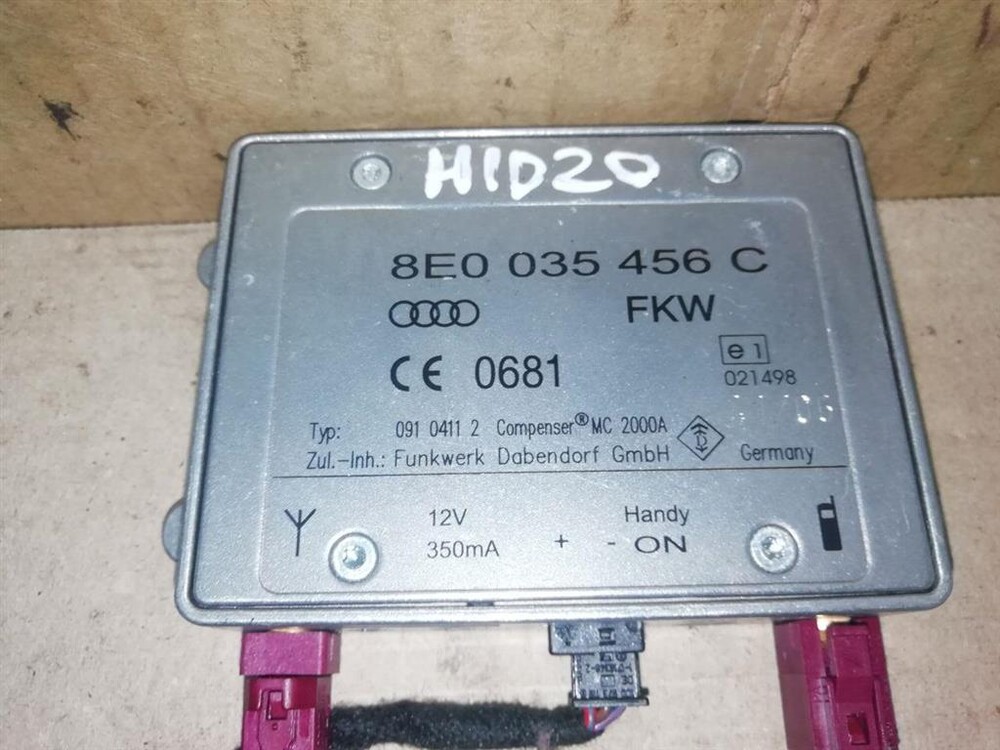 HID20
8E0 035 456 C
FKW
CE 0681
e1
021498
Typ: 091 0411 2 Compenser® MC 2000A
Zul.-Inh.: Funkwerk Dabendorf GmbH Germany
12V Handy
350mA + - ON